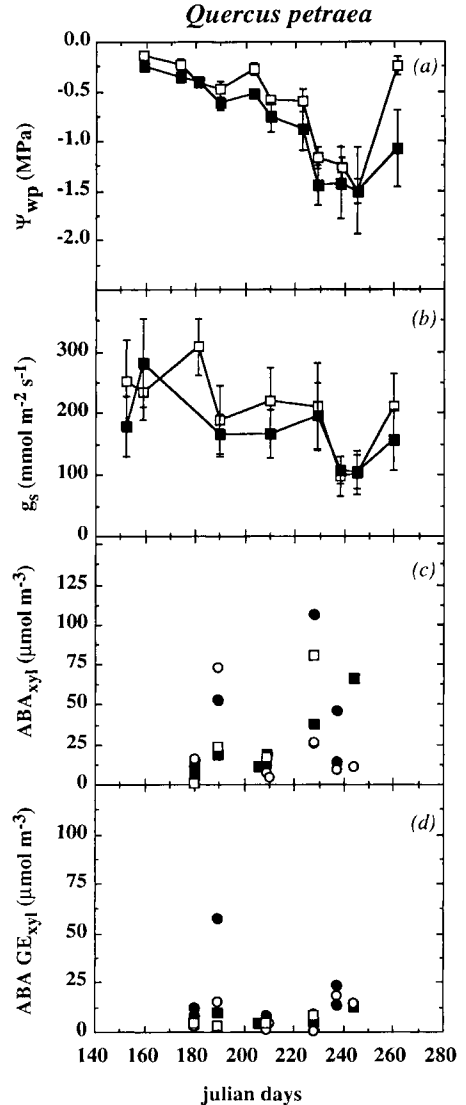 Quercus petraea
(a)
0.0
-0.5
-1.0
-1.5
-2.0
Ψwp (MPa)
(b)
300
200
100
0
gs (mmol m-2 s-1)
(c)
125
100
75
50
25
0
ABAxyl (μmol m-3)
(d)
100
75
50
25
0
ABA GExyl (μmol m-3)
140 160 180 200 220 240 260 280
julian days